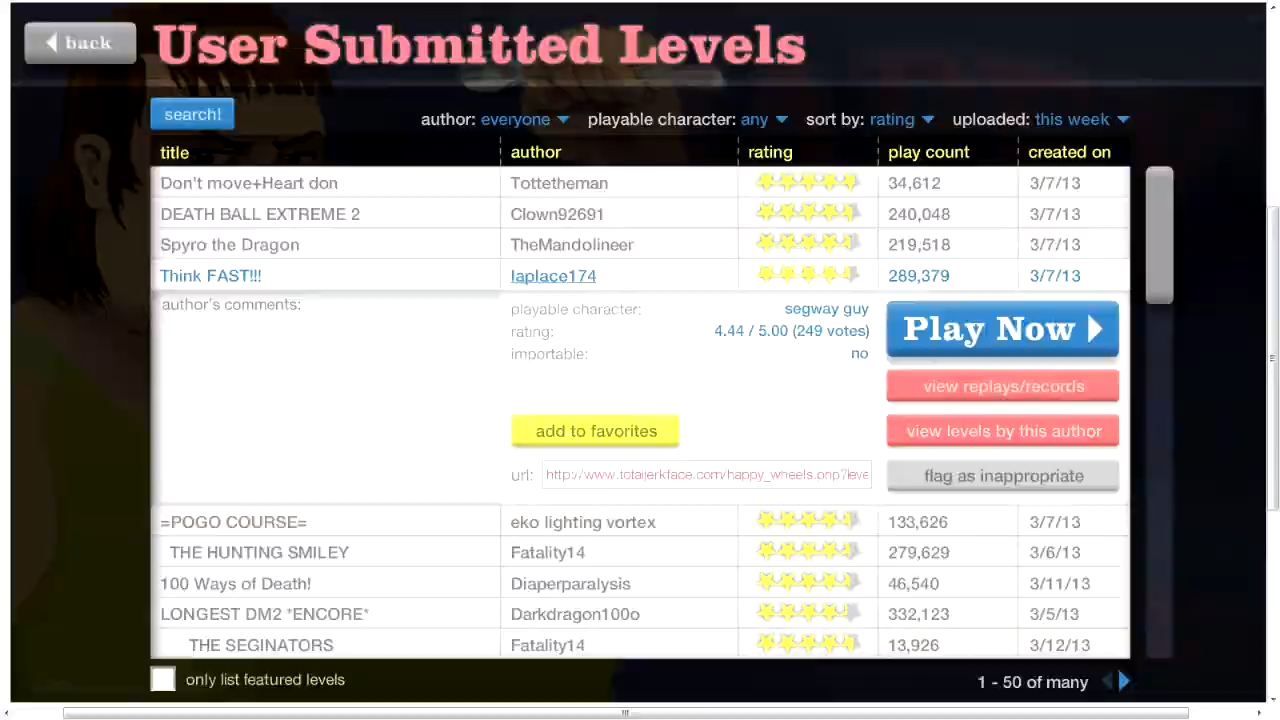 back
User Submitted Levels
search!
author: everyone playable character: any sort by: rating uploaded: this week
title author rating play count created on
Don't move+Heart don Tottetheman 34,612 3/7/13
DEATH BALL EXTREME 2 Clown92691 240,048 3/7/13
Spyro the Dragon TheMandolineer 219,518 3/7/13
Think FAST!!! laplace174 289,379 3/7/13
author's comments:
playable character: segway guy
rating: 4.44 / 5.00 (249 votes)
importable: no
Play Now
view replays/records
add to favorites
view levels by this author
url: http://www.totaljerkface.com/happy_wheels.php?leve
flag as inappropriate
=POGO COURSE= eko lighting vortex 133,626 3/7/13
THE HUNTING SMILEY Fatality14 279,629 3/6/13
100 Ways of Death! Diaperparalysis 46,540 3/11/13
LONGEST DM2 *ENCORE* Darkdragon100o 332,123 3/5/13
THE SEGINATORS Fatality14 13,926 3/12/13
only list featured levels
1 - 50 of many